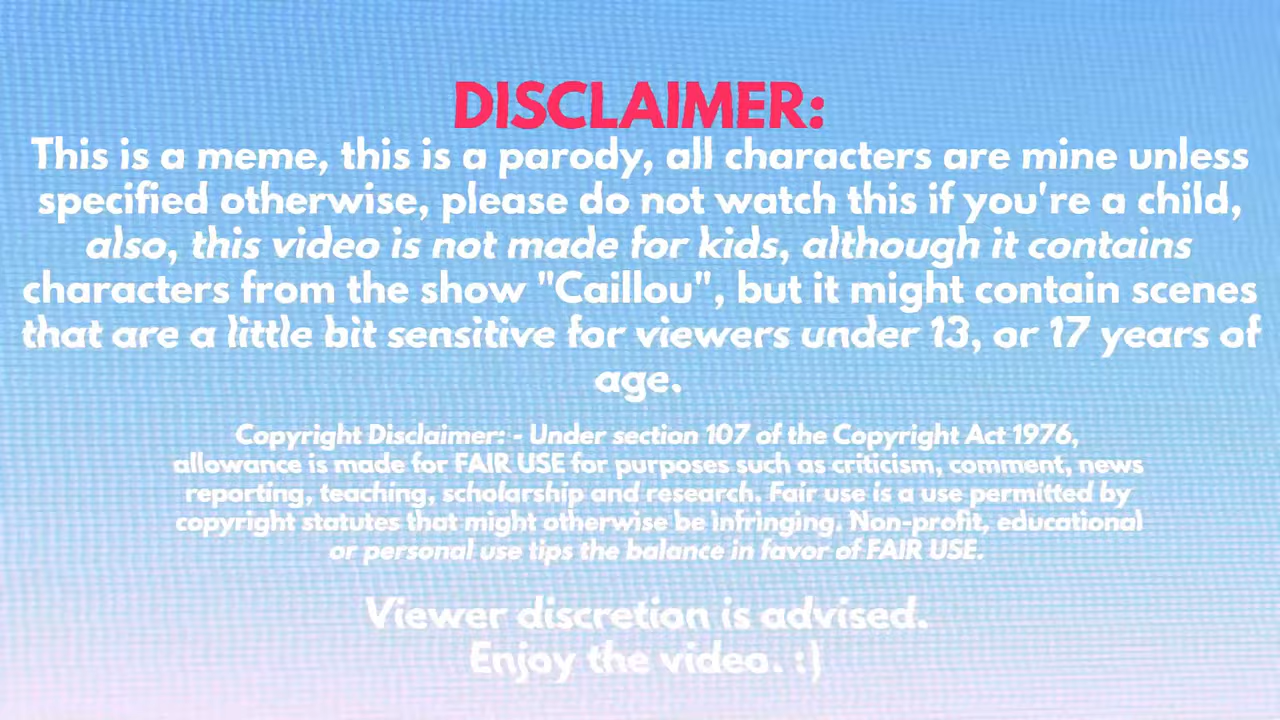 DISCLAIMER:
This is a meme, this is a parody, all characters are mine unless
specified otherwise, please do not watch this if you're a child,
also, this video is not made for kids, although it contains
characters from the show "Caillou", but it might contain scenes
that are a little bit sensitive for viewers under 13, or 17 years of
age.
Copyright Disclaimer: - Under section 107 of the Copyright Act 1976,
allowance is made for FAIR USE for purposes such as criticism, comment, news
reporting, teaching, scholarship and research. Fair use is a use permitted by
copyright statutes that might otherwise be infringing. Non-profit, educational
or personal use tips the balance in favor of FAIR USE.
Viewer discretion is advised.
Enjoy the video. :)